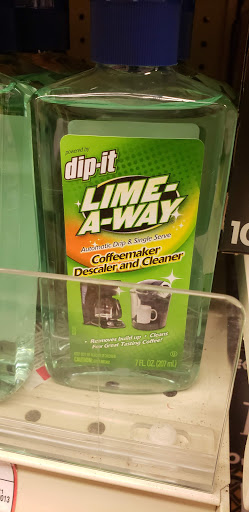 powered by
dip-it
LIME-
A-WAY
Automatic Drip & Single Serve
Coffeemaker
Descaler and Cleaner
• Removes build up • Cleans
For Great Tasting Coffee!
7 FL. OZ. (207 mL)
10
013